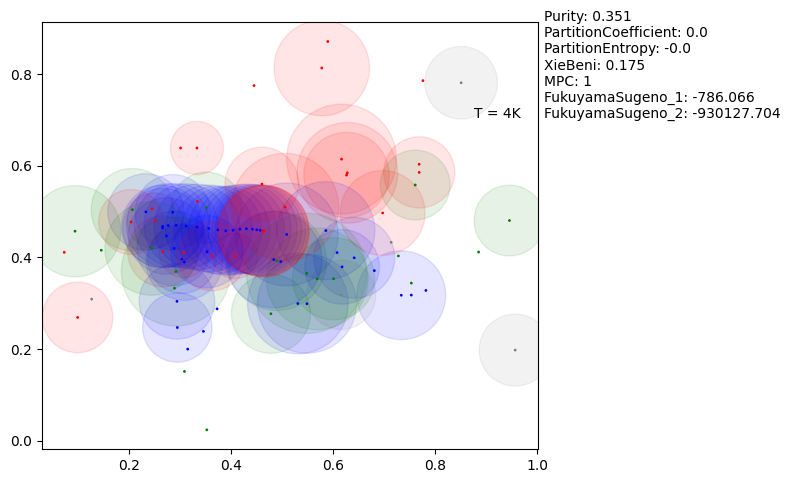 Purity: 0.351
PartitionCoefficient: 0.0
PartitionEntropy: -0.0
XieBeni: 0.175
MPC: 1
FukuyamaSugeno_1: -786.066
FukuyamaSugeno_2: -930127.704
T = 4K
0.8
0.6
0.4
0.2
0.0
0.2
0.4
0.6
0.8
1.0